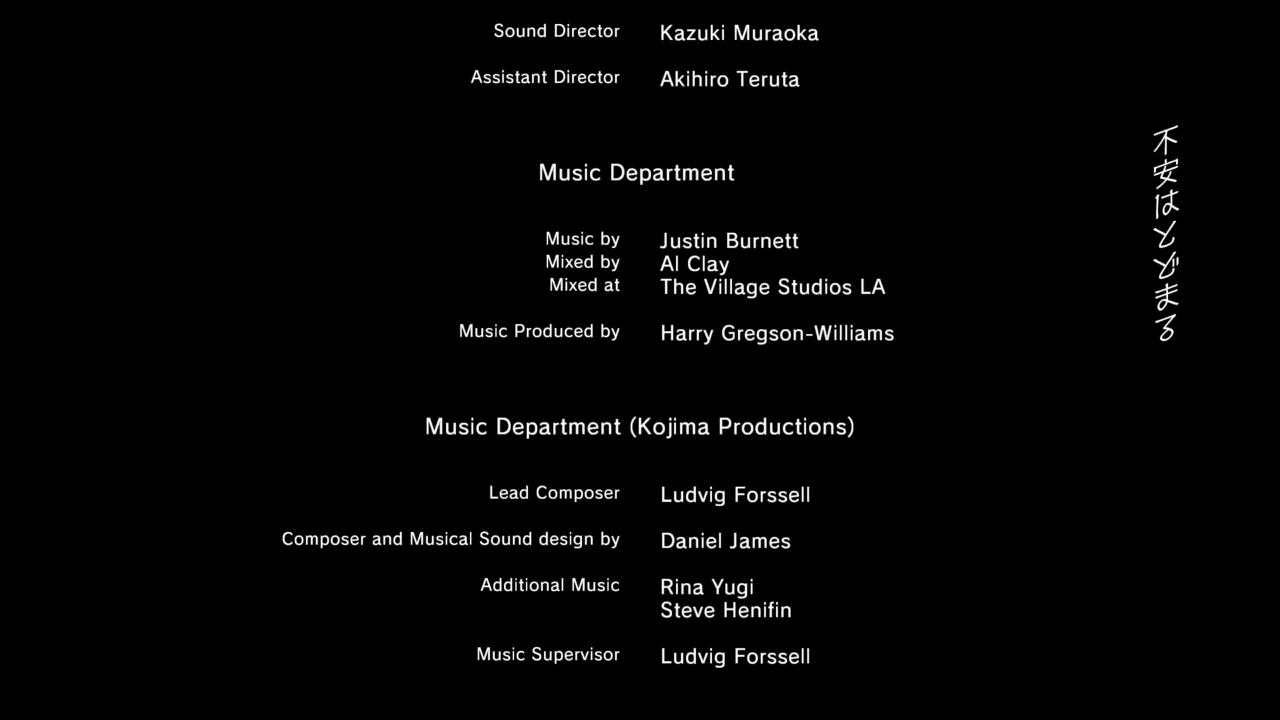 Sound Director Kazuki Muraoka
Assistant Director Akihiro Teruta
Music Department
Music by Justin Burnett
Mixed by Al Clay
Mixed at The Village Studios LA
Music Produced by Harry Gregson-Williams
Music Department (Kojima Productions)
Lead Composer Ludvig Forssell
Composer and Musical Sound design by Daniel James
Additional Music Rina Yugi
Steve Henifin
Music Supervisor Ludvig Forssell
不安はとどまろ